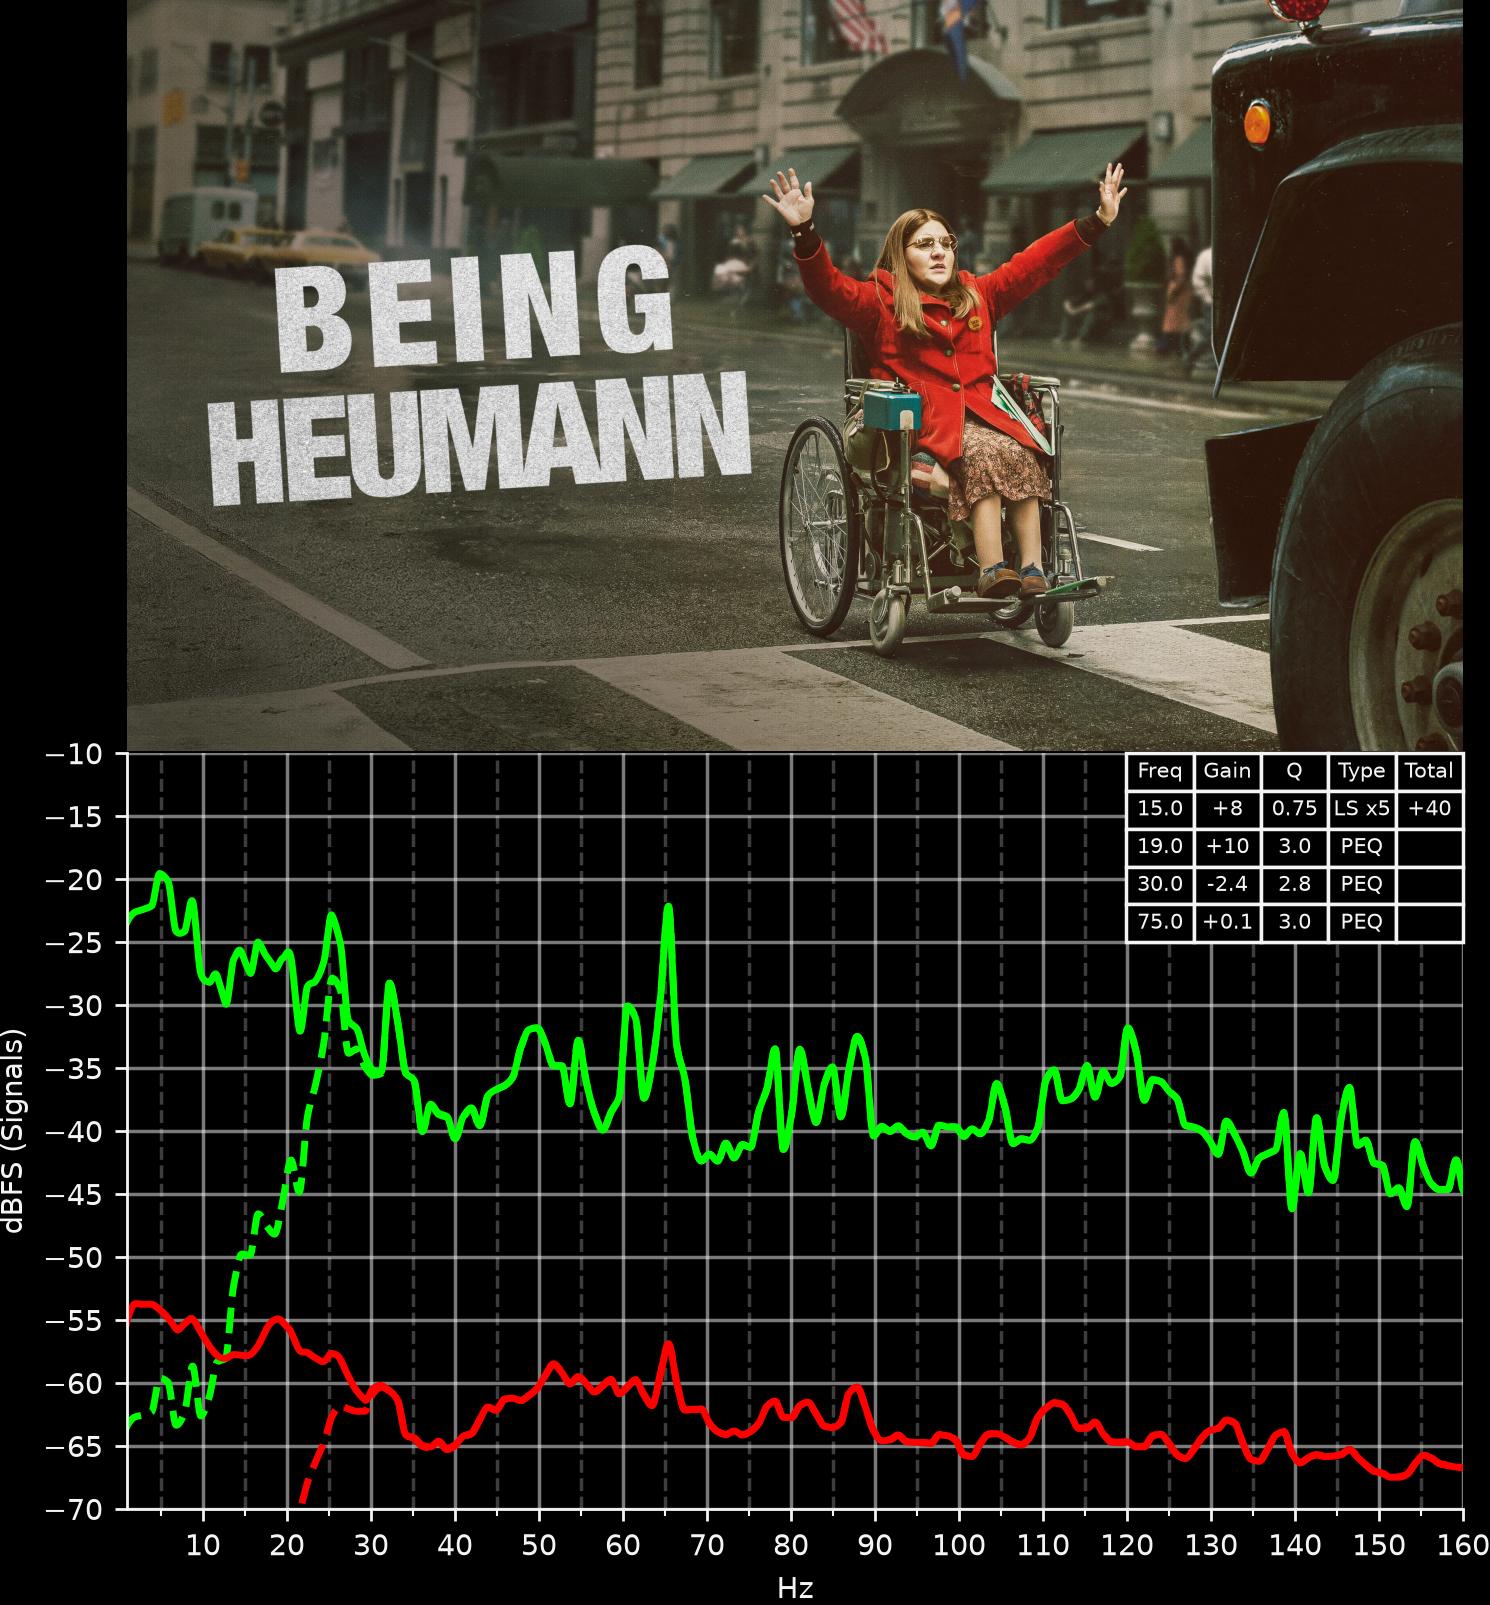 BEING
HEUMANN
Freq Gain Q Type Total
15.0 +8 0.75 LS x5 +40
19.0 +10 3.0 PEQ
30.0 -2.4 2.8 PEQ
75.0 +0.1 3.0 PEQ
−10
−15
−20
−25
−30
−35
−40
−45
−50
−55
−60
−65
−70
dBFS (Signals)
10 20 30 40 50 60 70 80 90 100 110 120 130 140 150 160
Hz